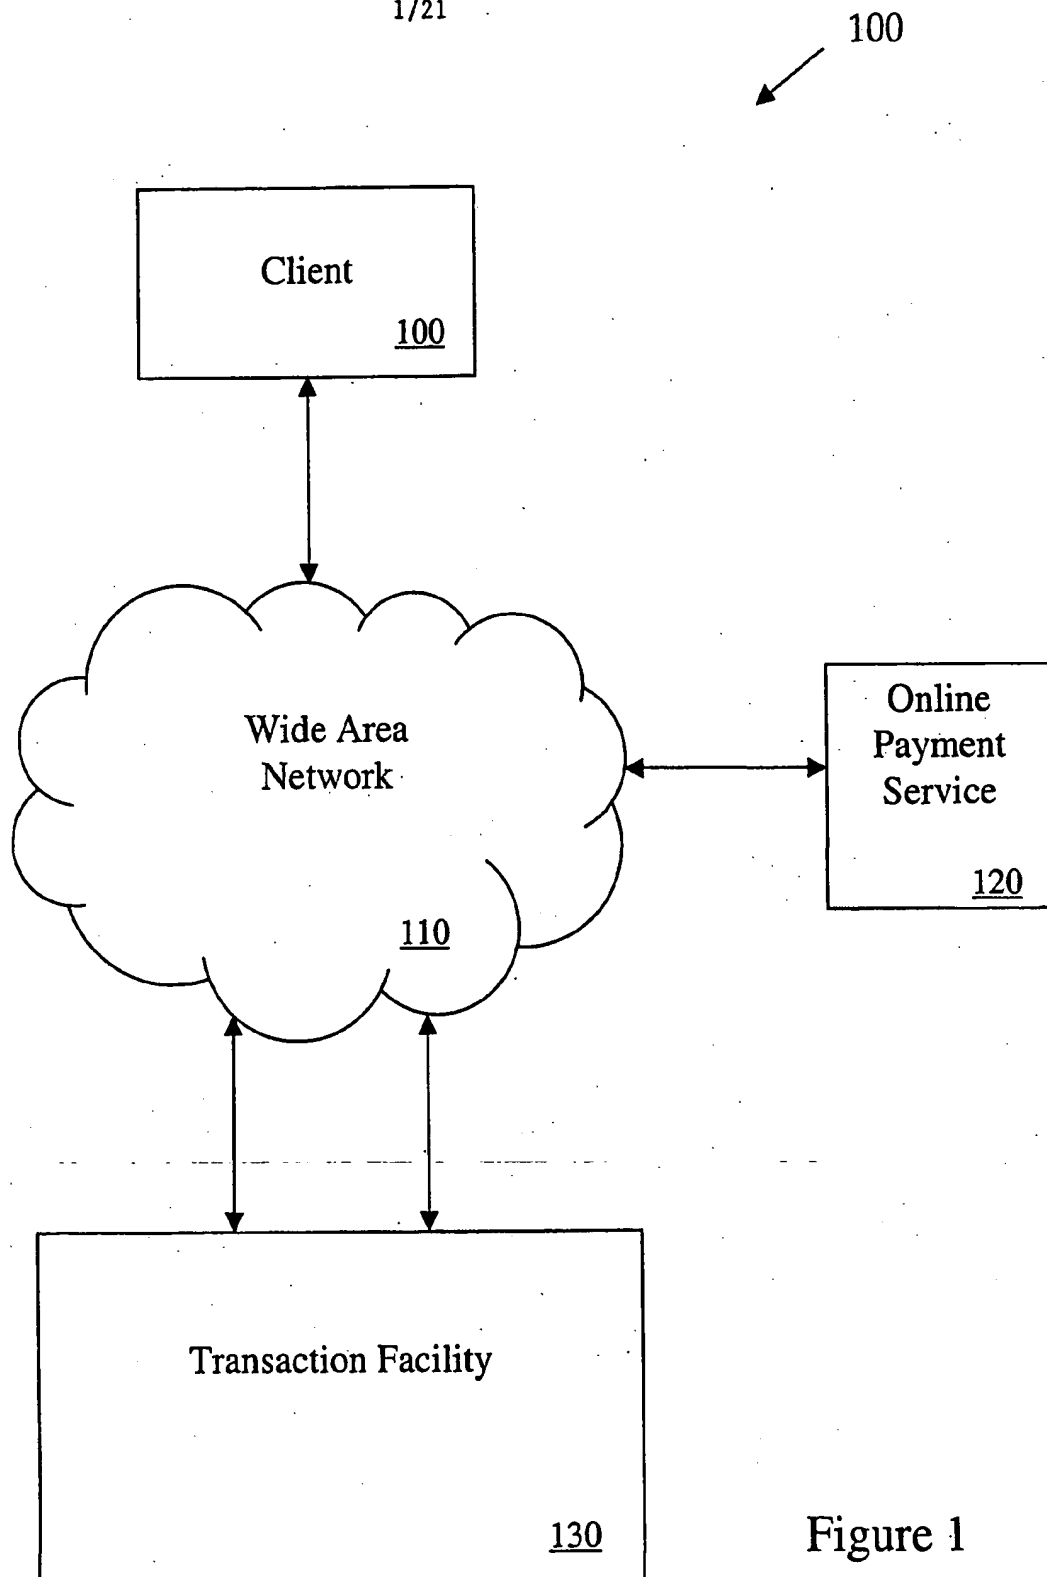 1/21
100
Client
100
Wide Area
Network
Online
Payment
Service
120
110
Transaction Facility
130
Figure 1